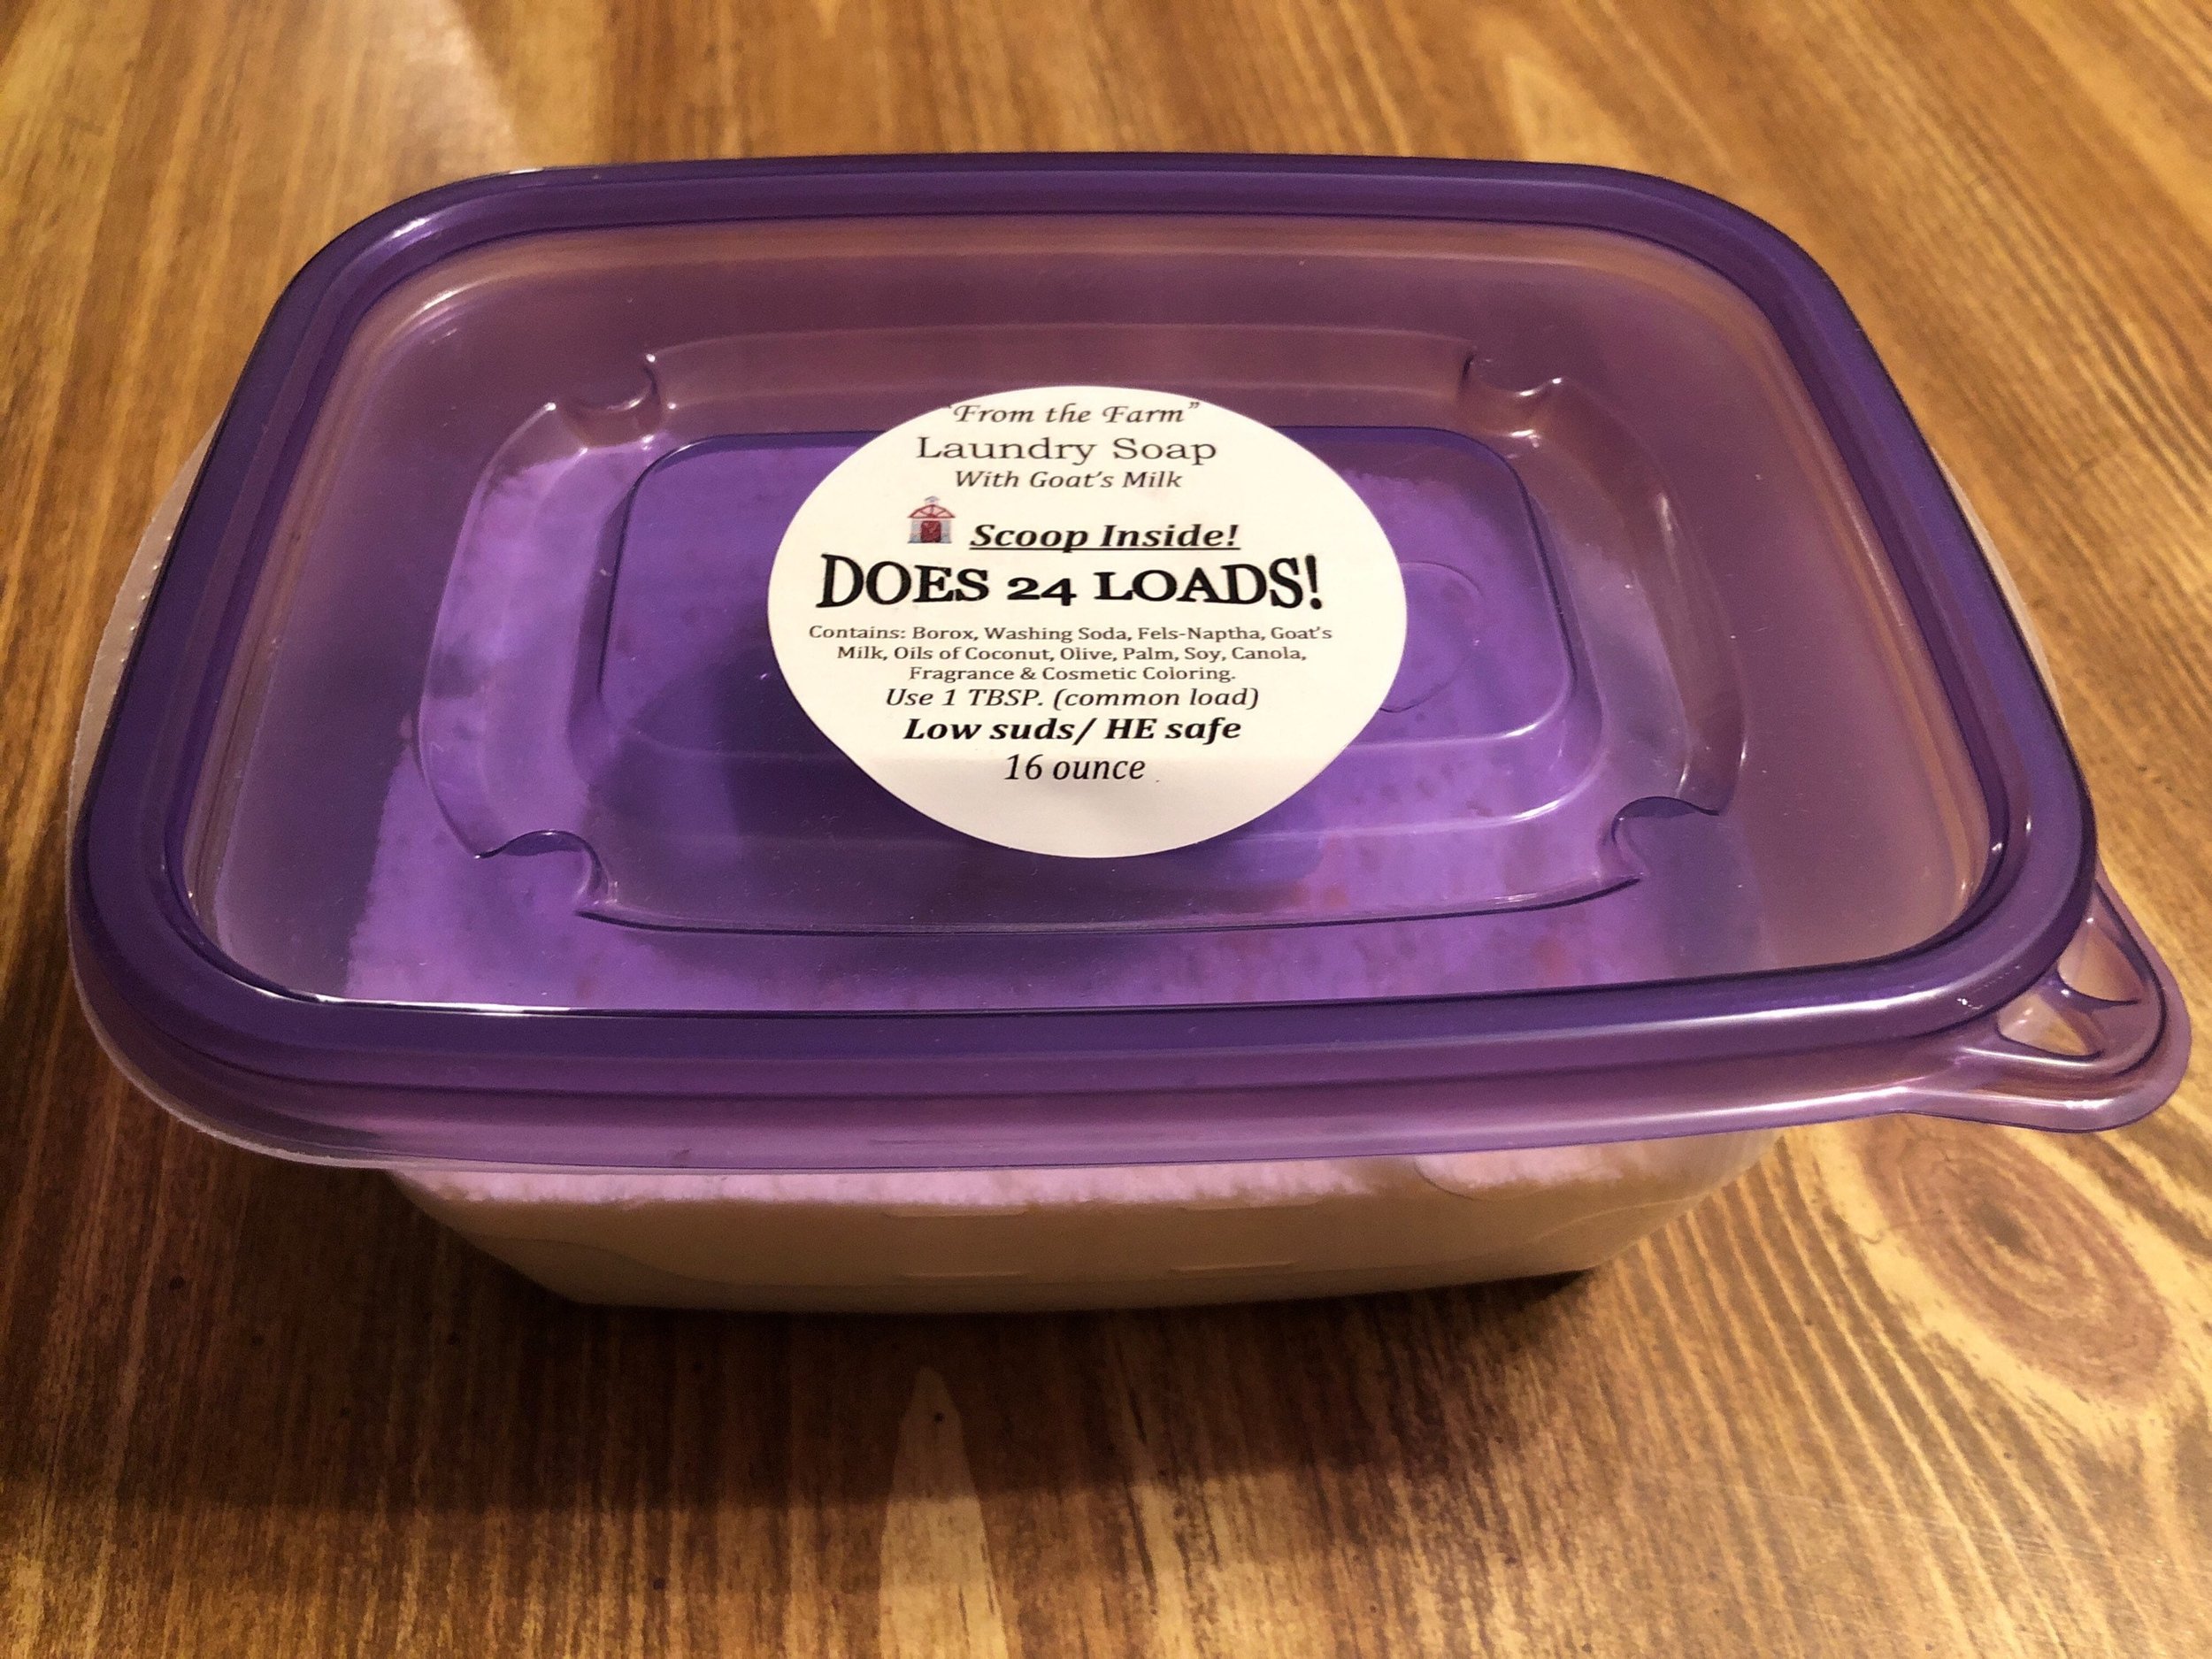 "From the Farm"
Laundry Soap
With Goat's Milk
Scoop Inside!
DOES 24 LOADS!
Contains: Borox, Washing Soda, Fels-Naptha, Goat's
Milk, Oils of Coconut, Olive, Palm, Soy, Canola,
Fragrance & Cosmetic Coloring.
Use 1 TBSP. (common load)
Low suds/ HE safe
16 ounce